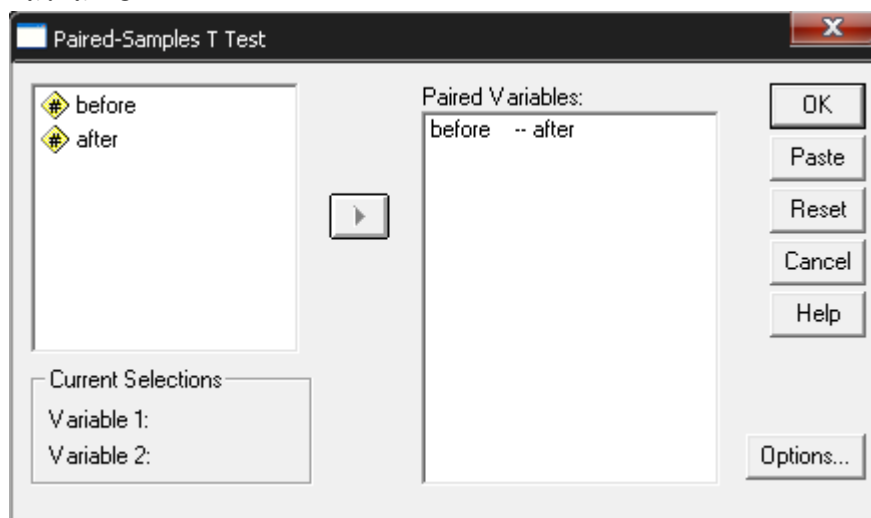 Paired-Samples T Test
before
after
Paired Variables:
before -- after
OK
Paste
Reset
Cancel
Help
Current Selections
Variable 1:
Variable 2:
Options...